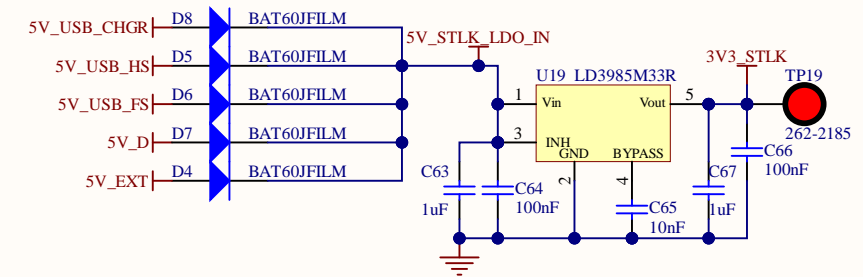 5V_USB_CHGR D8 BAT60JFILM
5V_STLK_LDO_IN
5V_USB_HS D5 BAT60JFILM
3V3_STLK
U19 LD3985M33R
TP19
5V_USB_FS D6 BAT60JFILM
1 Vin Vout 5
262-2185
5V_D D7 BAT60JFILM
3 INH
GND BYPASS
C66
100nF
5V_EXT D4 BAT60JFILM
C63
C64
2
4
C67
1uF
100nF
C65
10nF
1uF